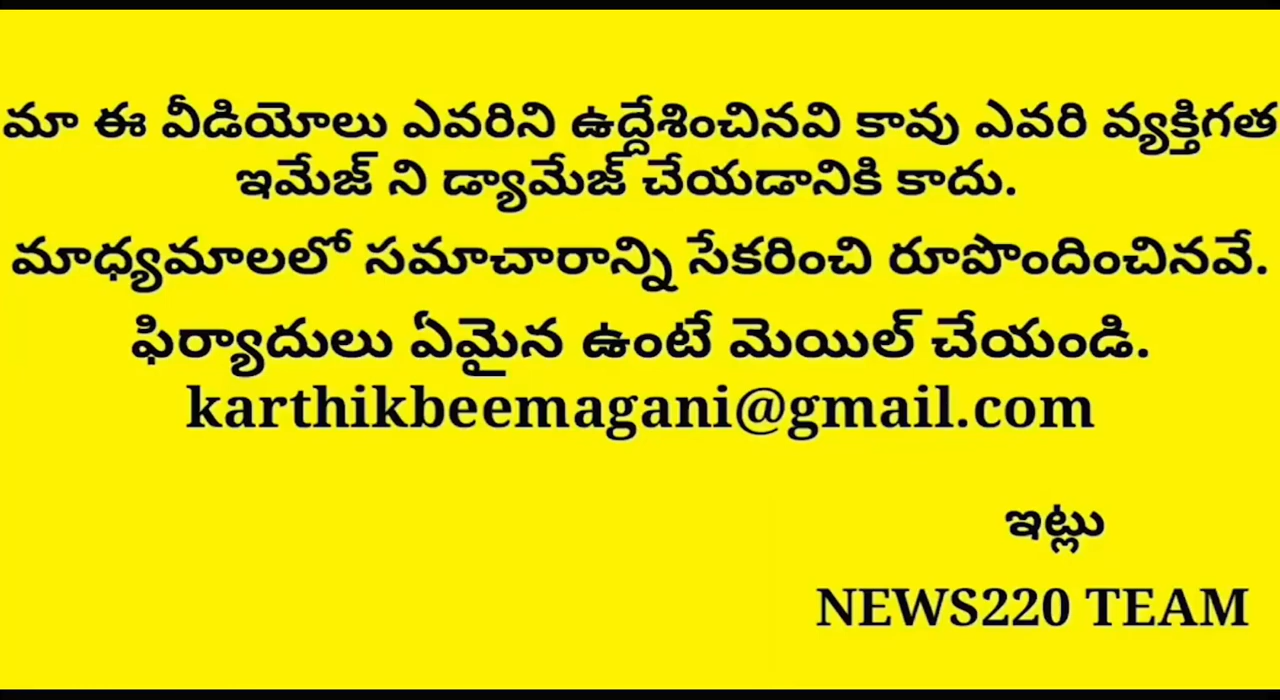 మా ఈ వీడియోలు ఎవరిని ఉద్దేశించినవి కావు ఎవరి వ్యక్తిగత
ఇమేజ్ ని డ్యామేజ్ చేయడానికి కాదు.
మాధ్యమాలలో సమాచారాన్ని సేకరించి రూపొందించినవే.
ఫిర్యాదులు ఏమైన ఉంటే మెయిల్ చేయండి.
karthikbeemagani@gmail.com
ఇట్లు
NEWS220 TEAM